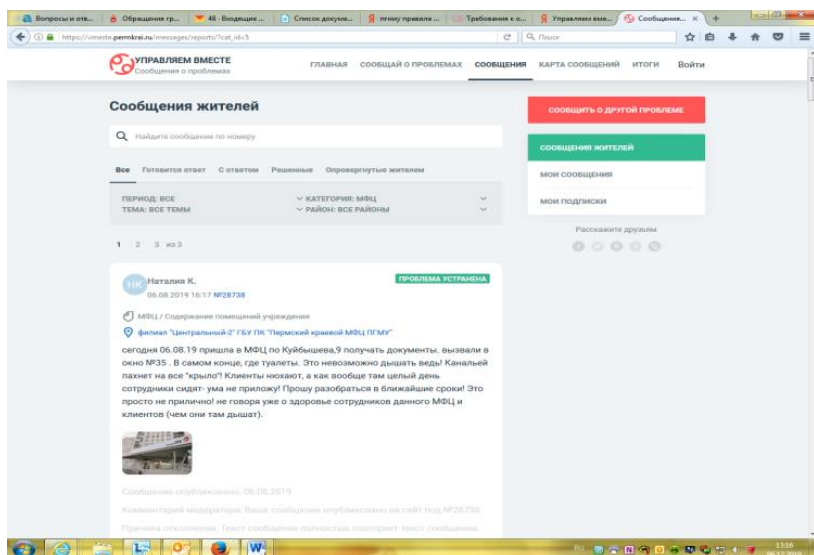 Вопросы и отв...
Обращения гр...
48 - Входящие ...
Список докуме...
Требования к о...
Управляем вме...
Сообщения...
https://vmeste.permkrai.ru/messages/reports/?cat_id=5
Поиск
УПРАВЛЯЕМ ВМЕСТЕ
Сообщения о проблемах
ГЛАВНАЯ СООБЩАЙ О ПРОБЛЕМАХ СООБЩЕНИЯ КАРТА СООБЩЕНИЙ ИТОГИ Войти
Сообщения жителей
Найдите сообщение по номеру
Все Готовится ответ С ответом Решенные Опровергнутые жителем
ПЕРИОД: ВСЕ КАТЕГОРИЯ: МФЦ
ТЕМА: ВСЕ ТЕМЫ РАЙОН: ВСЕ РАЙОНЫ
1 2 3 из 3
НК Наталия К. ПРОБЛЕМА УСТРАНЕНА
06.08.2019 16:17 №28738
МФЦ / Содержание помещений учреждения
филиал "Центральный-2" ГБУ ПК "Пермский краевой МФЦ ПГМУ"
сегодня 06.08.19 пришла в МФЦ по Куйбышева,9 получать документы. вызвали в
окно №35 . В самом конце, где туалеты. Это невозможно дышать ведь! Канальей
пахнет на все "крыло"! Клиенты нюхают, а как вообще там целый день
сотрудники сидят- ума не приложу! Прошу разобраться в ближайшие сроки! Это
просто не прилично! не говоря уже о здоровье сотрудников данного МФЦ и
клиентов (чем они там дышат).
Сообщение опубликовано: 06.08.2019
Комментарий модератора: Ваше сообщение опубликовано на сайт под №28738
Причина отклонения: Текст сообщения полностью повторяет текст сообщения,
СООБЩИТЬ О ДРУГОЙ ПРОБЛЕМЕ
СООБЩЕНИЯ ЖИТЕЛЕЙ
МОИ СООБЩЕНИЯ
МОИ ПОДПИСКИ
Расскажите друзьям
RU
13:16
06.12.2019